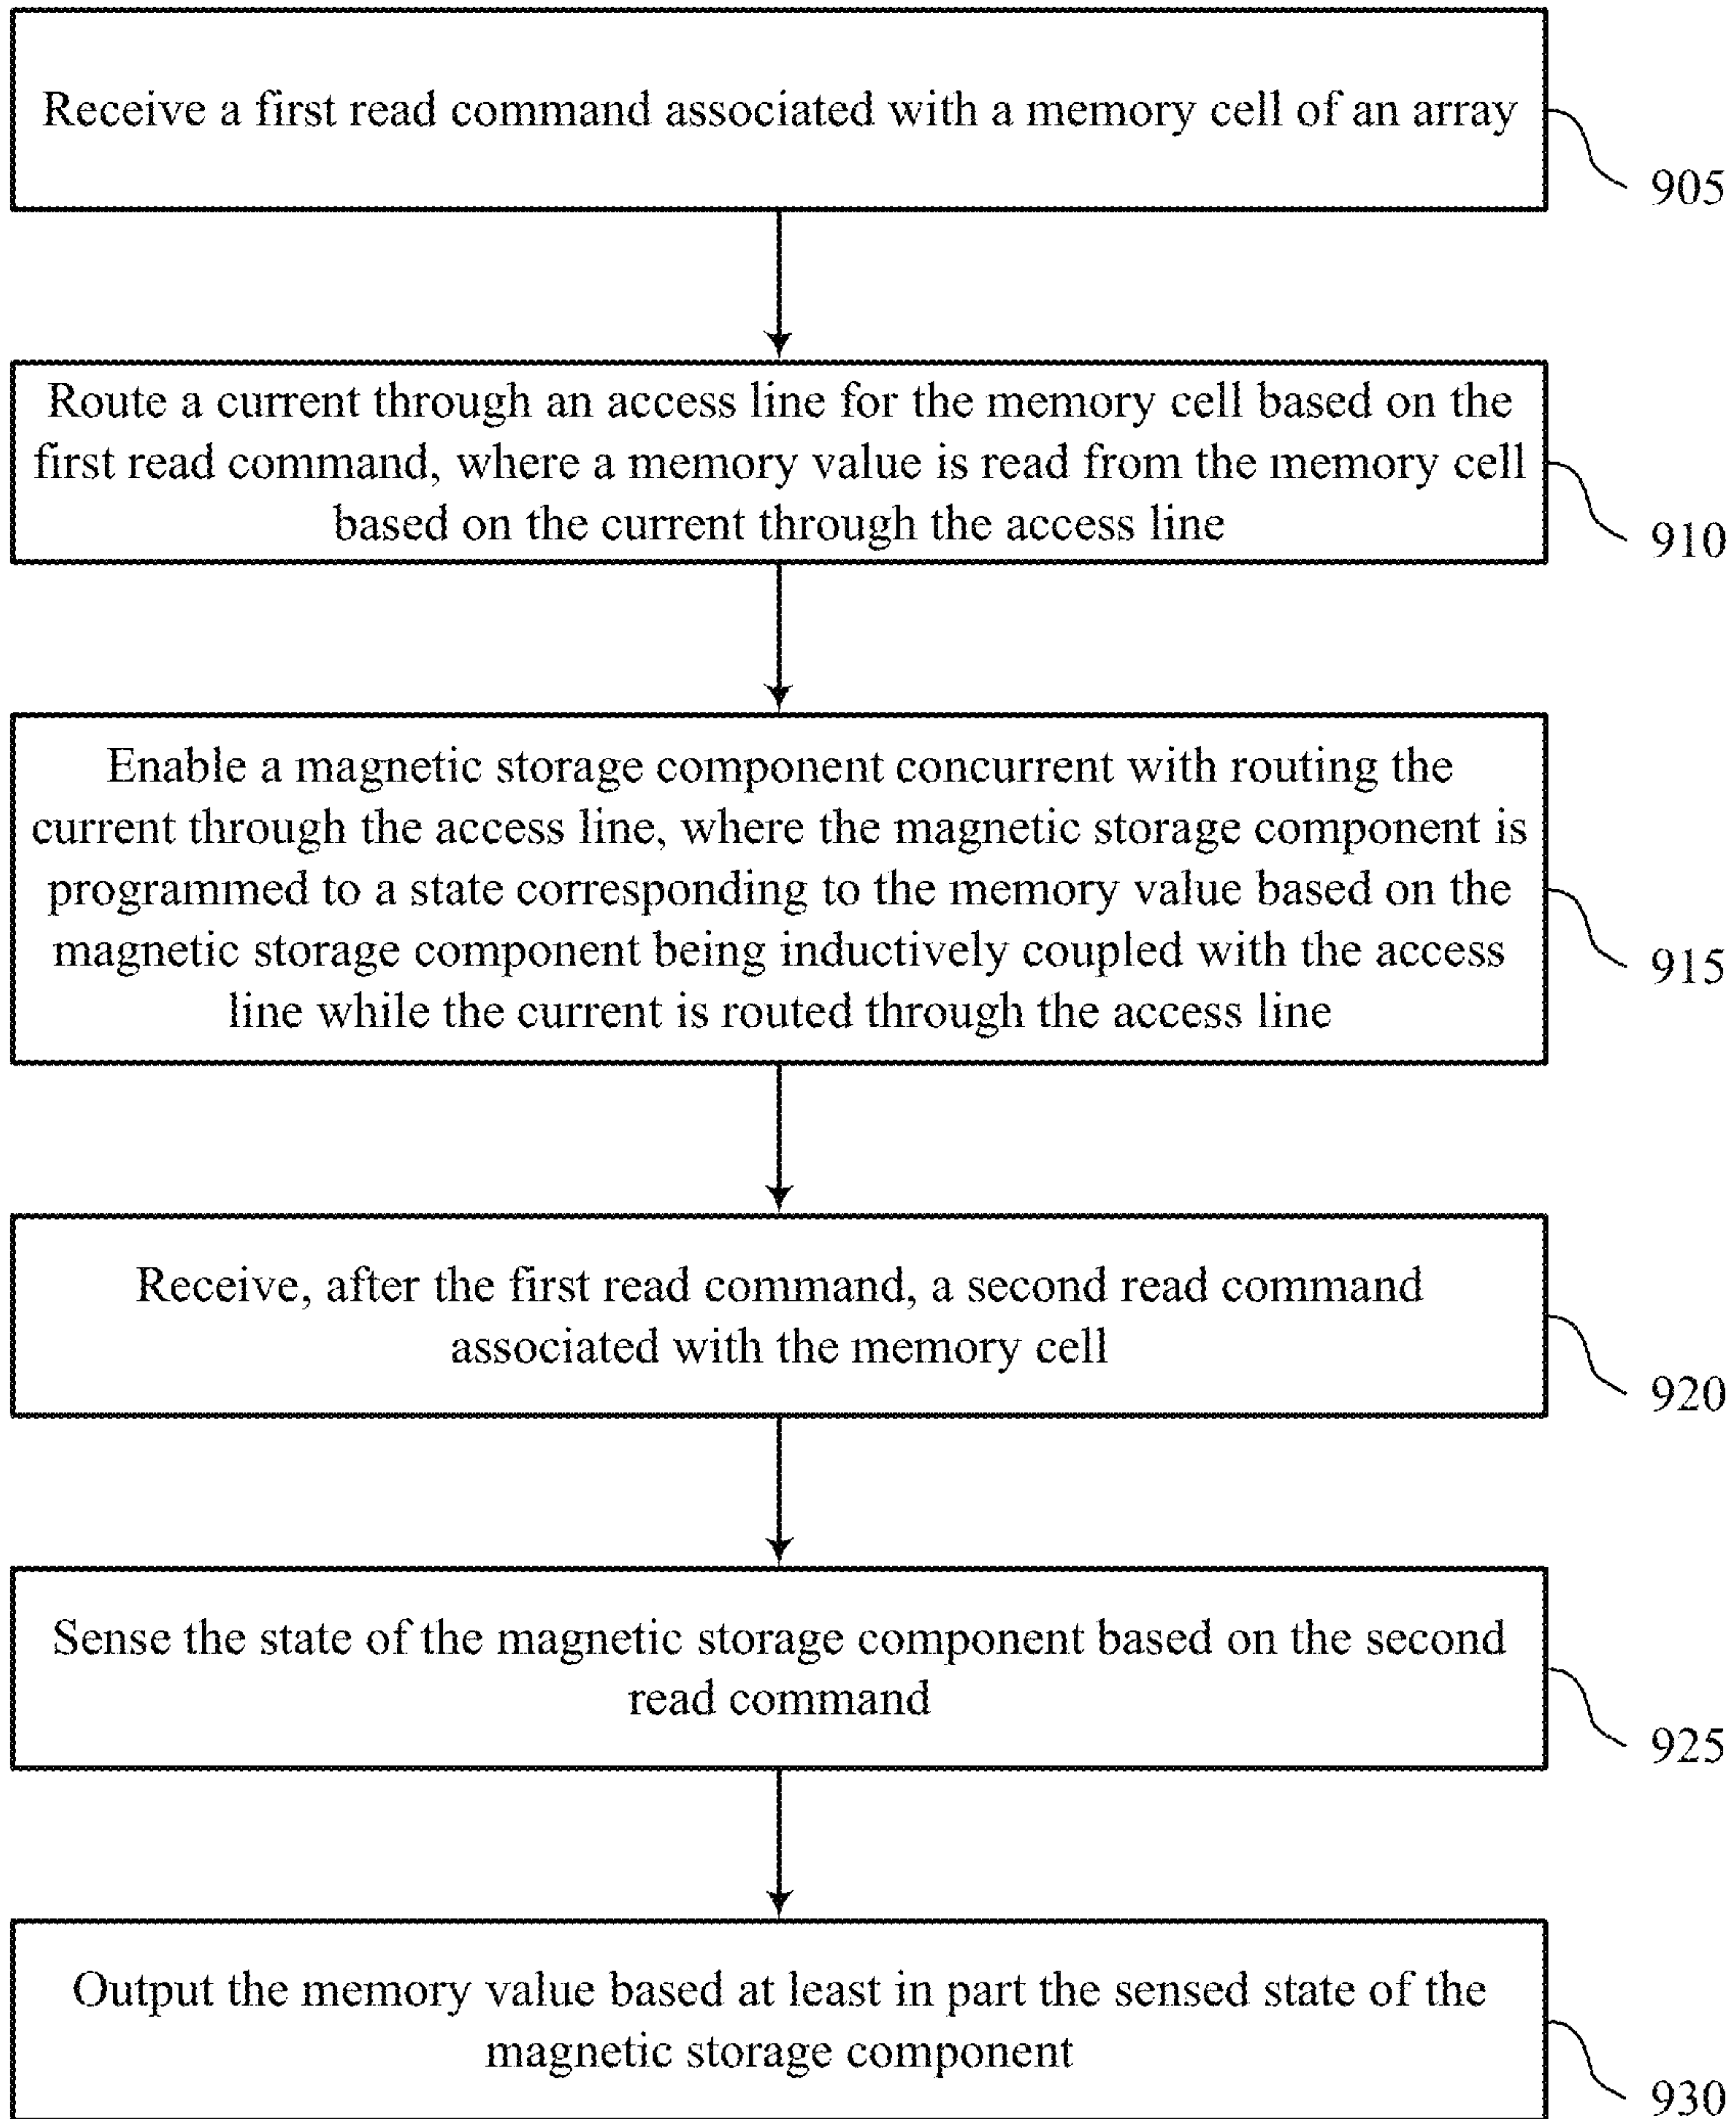 Receive a first read command associated with a memory cell of an array
905
Route a current through an access line for the memory cell based on the
first read command, where a memory value is read from the memory cell
based on the current through the access line
910
Enable a magnetic storage component concurrent with routing the
current through the access line, where the magnetic storage component is
programmed to a state corresponding to the memory value based on the
magnetic storage component being inductively coupled with the access
line while the current is routed through the access line
915
Receive, after the first read command, a second read command
associated with the memory cell
920
Sense the state of the magnetic storage component based on the second
read command
925
Output the memory value based at least in part the sensed state of the
magnetic storage component
930